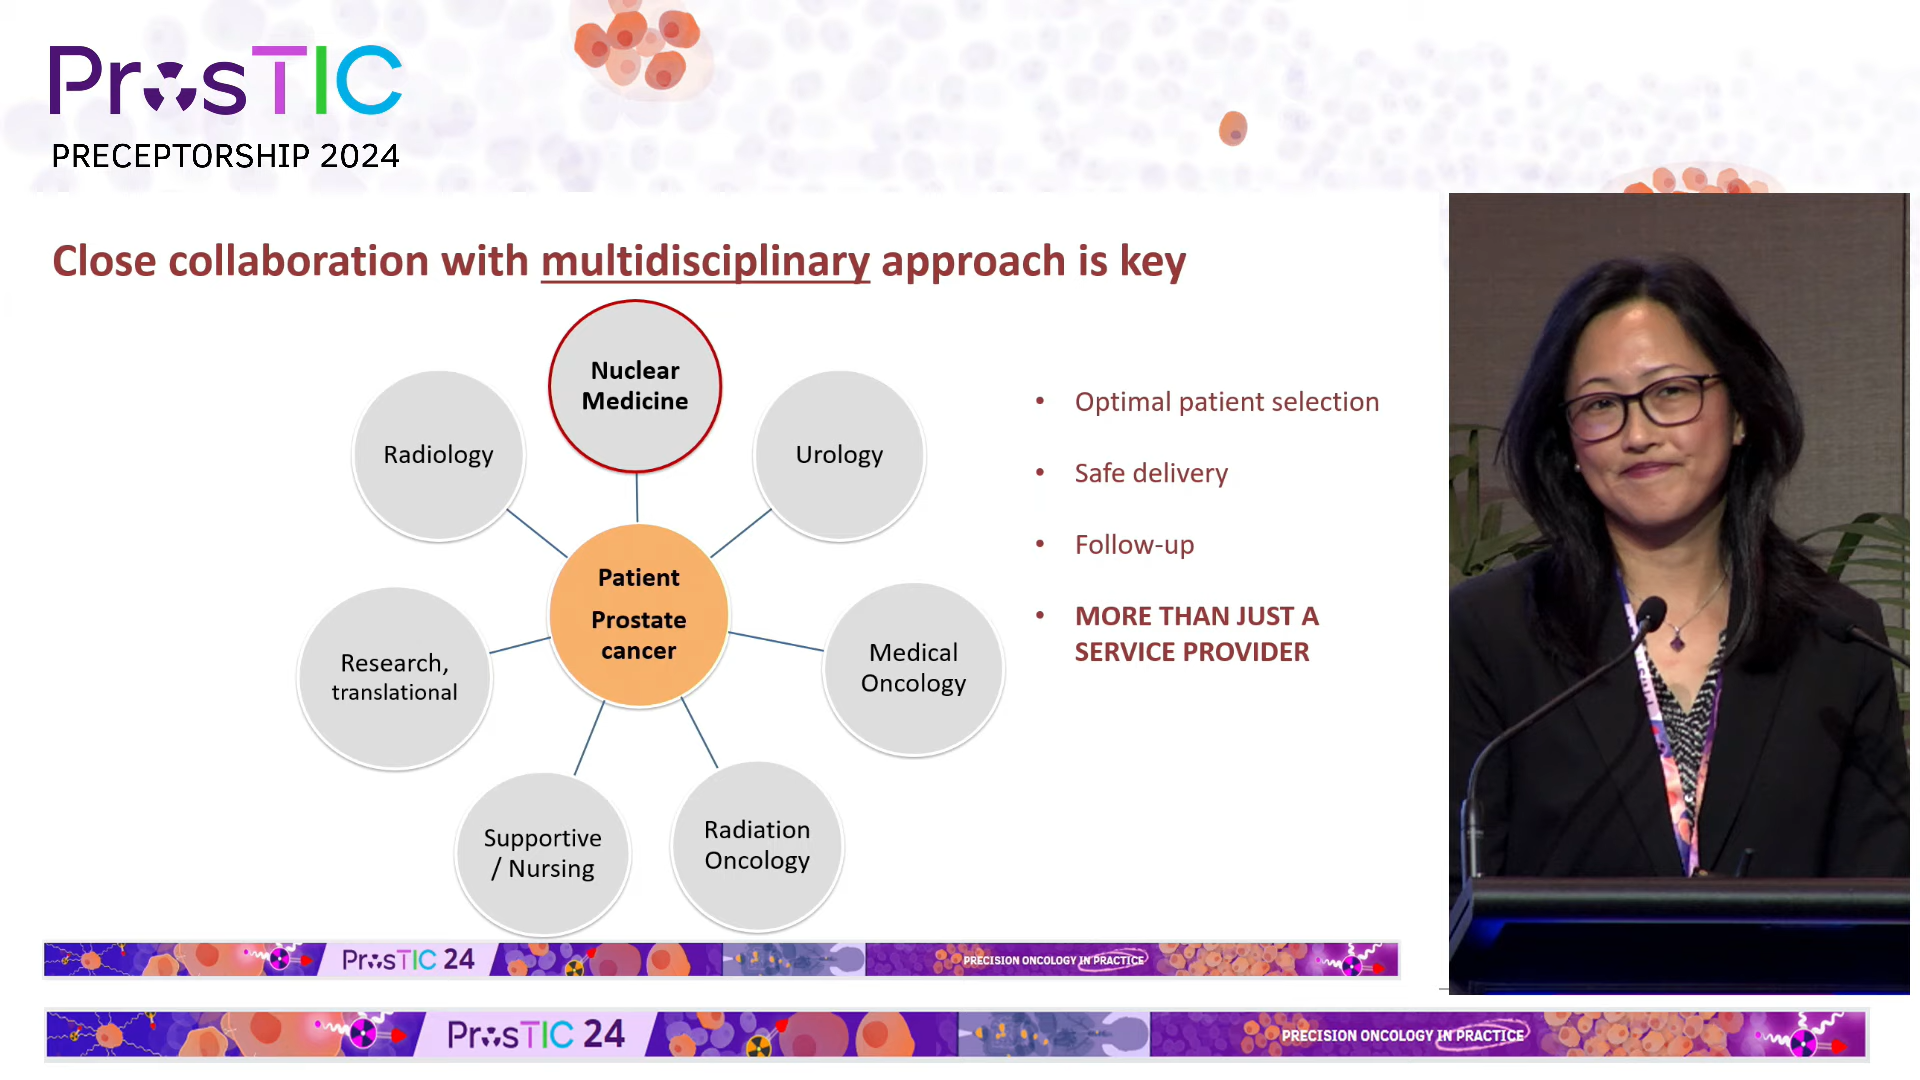 ProsTIC
PRECEPTORSHIP 2024
Close collaboration with multidisciplinary approach is key
Nuclear
Medicine
Radiology
Urology
Patient
Prostate
cancer
Research,
translational
Medical
Oncology
Supportive
/ Nursing
Radiation
Oncology
• Optimal patient selection
• Safe delivery
• Follow-up
• MORE THAN JUST A
SERVICE PROVIDER
ProsTIC 24
PRECISION ONCOLOGY IN PRACTICE
ProsTIC 24
PRECISION ONCOLOGY IN PRACTICE